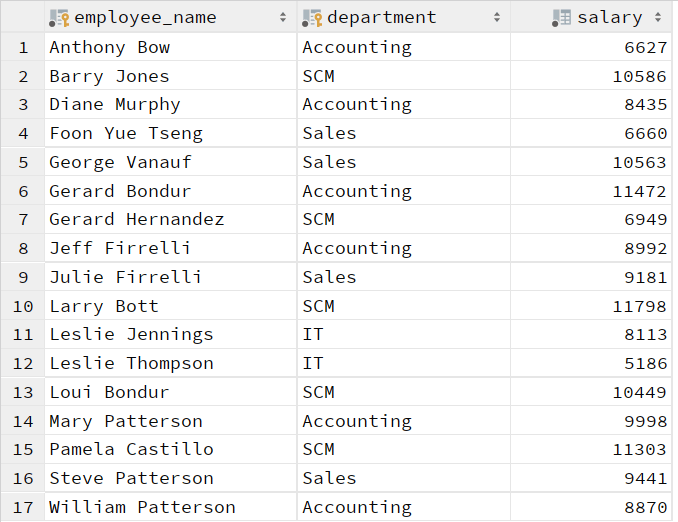 employee_name department salary
1 Anthony Bow Accounting 6627
2 Barry Jones SCM 10586
3 Diane Murphy Accounting 8435
4 Foon Yue Tseng Sales 6660
5 George Vanauf Sales 10563
6 Gerard Bondur Accounting 11472
7 Gerard Hernandez SCM 6949
8 Jeff Firrelli Accounting 8992
9 Julie Firrelli Sales 9181
10 Larry Bott SCM 11798
11 Leslie Jennings IT 8113
12 Leslie Thompson IT 5186
13 Loui Bondur SCM 10449
14 Mary Patterson Accounting 9998
15 Pamela Castillo SCM 11303
16 Steve Patterson Sales 9441
17 William Patterson Accounting 8870